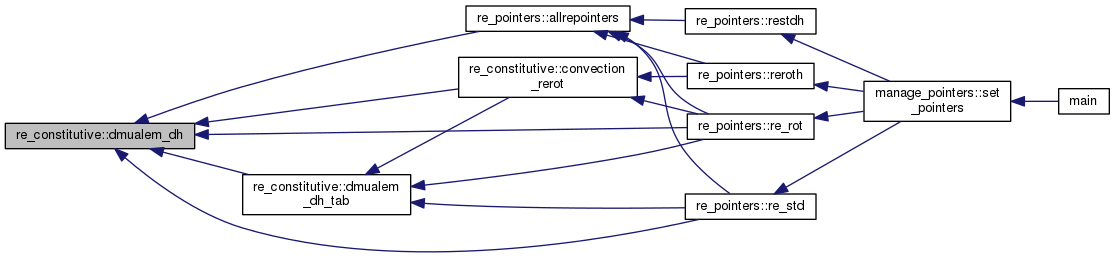 re_constitutive::dmualem_dh
re_pointers::allrepointers
re_constitutive::convection
_rerot
re_constitutive::dmualem
_dh_tab
re_pointers::restdh
re_pointers::reroth
re_pointers::re_rot
re_pointers::re_std
manage_pointers::set
_pointers
main